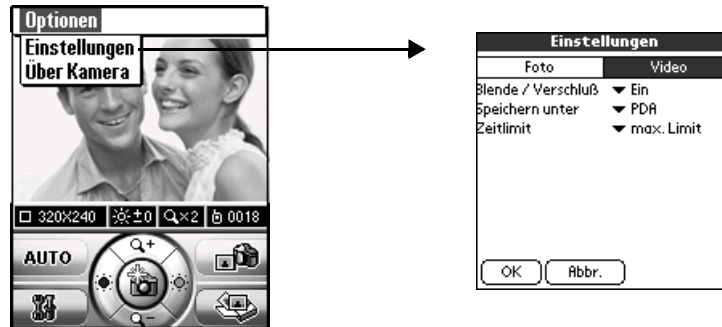 Optionen
Einstellungen
Über Kamera
320X240 ±0 ×2 0018
AUTO
Einstellungen
Foto Video
Blende / Verschluß Ein
Speichern unter PDA
Zeitlimit max. Limit
OK Abbr.